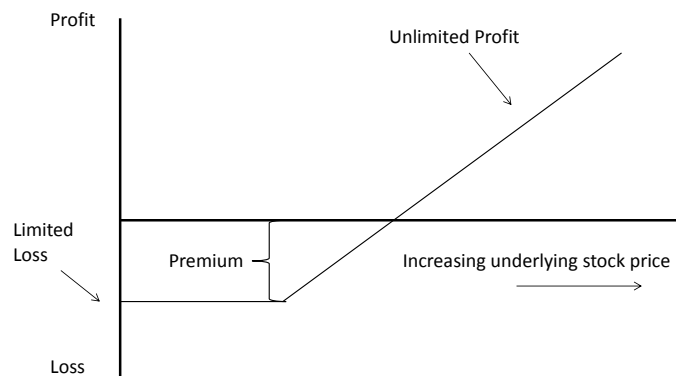 Profit
Unlimited Profit
Limited
Loss
Premium
Increasing underlying stock price
Loss